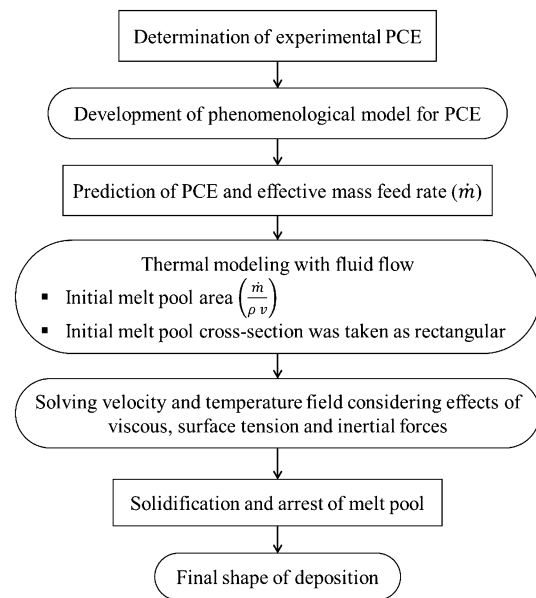 Determination of experimental PCE
Development of phenomenological model for PCE
Prediction of PCE and effective mass feed rate (ṁ)
Thermal modeling with fluid flow
▪ Initial melt pool area (ṁ/ρ v)
▪ Initial melt pool cross-section was taken as rectangular
Solving velocity and temperature field considering effects of
viscous, surface tension and inertial forces
Solidification and arrest of melt pool
Final shape of deposition